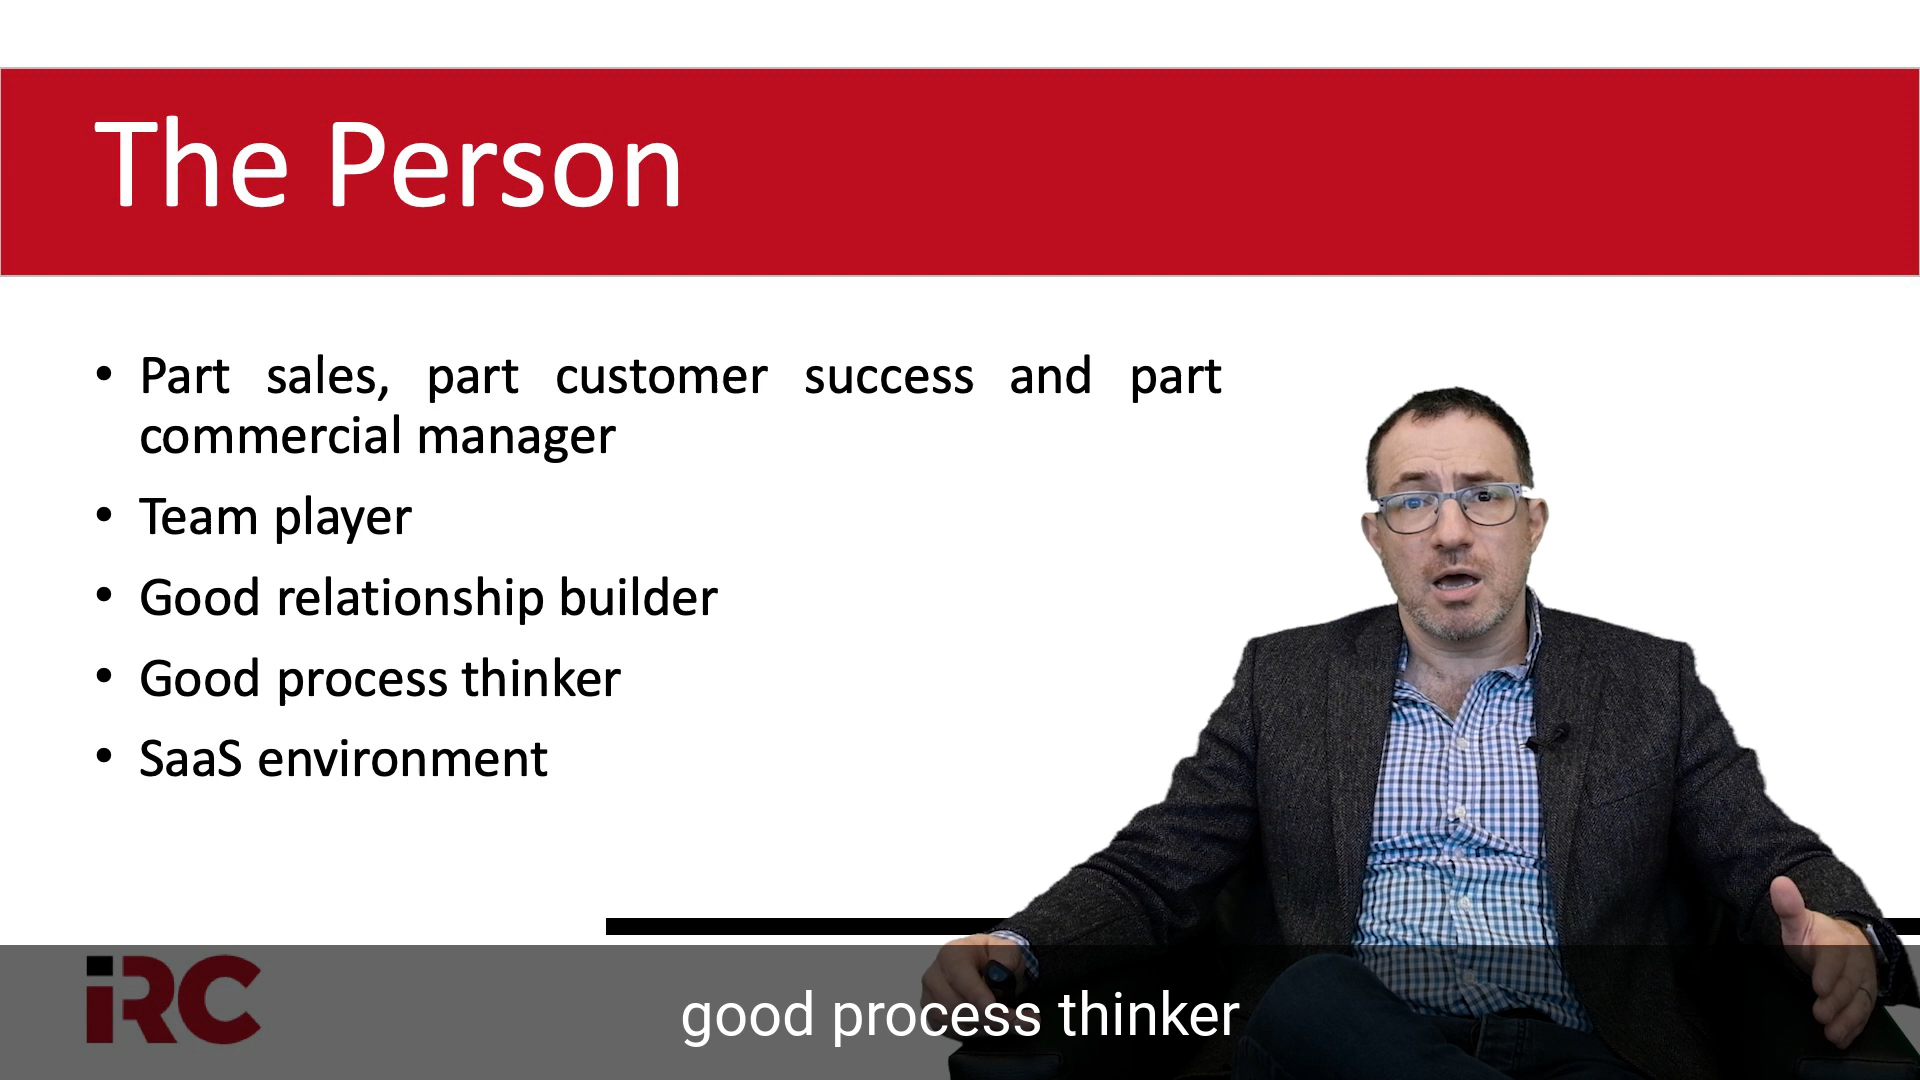 The Person
• Part sales, part customer success and part
commercial manager
• Team player
• Good relationship builder
• Good process thinker
• SaaS environment
iRC
good process thinker